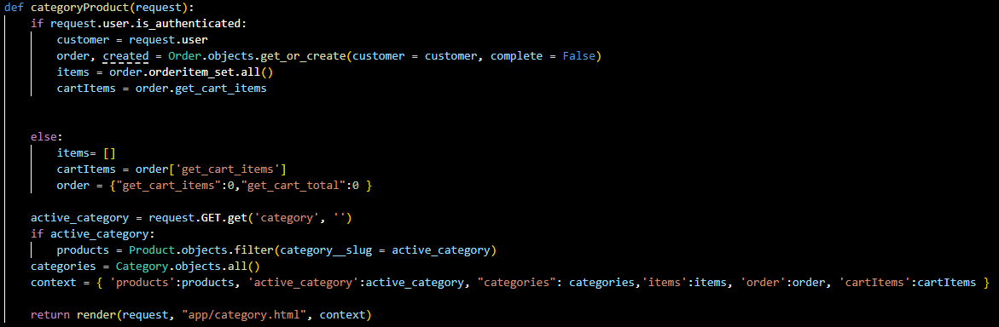 def categoryProduct(request):
    if request.user.is_authenticated:
        customer = request.user
        order, created = Order.objects.get_or_create(customer = customer, complete = False)
        items = order.orderitem_set.all()
        cartItems = order.get_cart_items
    else:
        items= []
        cartItems = order['get_cart_items']
        order = {"get_cart_items":0,"get_cart_total":0 }
    active_category = request.GET.get('category', '')
    if active_category:
        products = Product.objects.filter(category__slug = active_category)
    categories = Category.objects.all()
    context = { 'products':products, 'active_category':active_category, "categories": categories,'items':items, 'order':order, 'cartItems':cartItems }
    return render(request, "app/category.html", context)